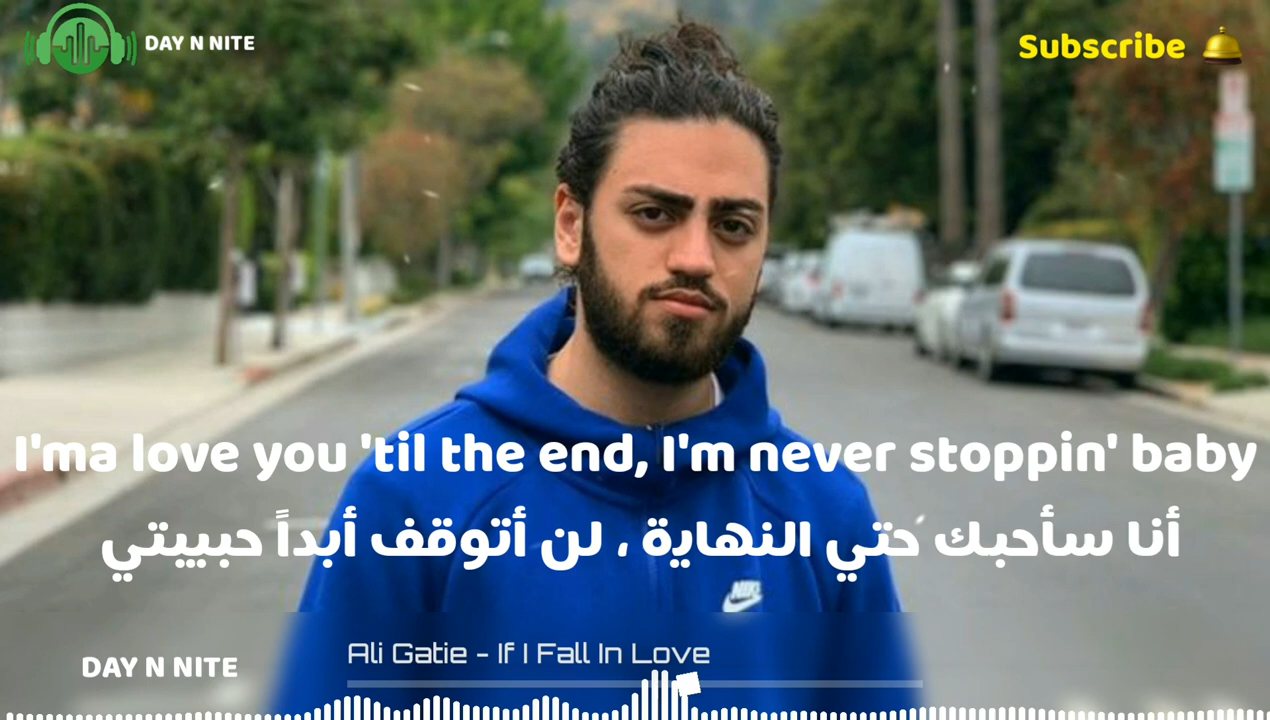 DAY N NITE
Subscribe
I'ma love you 'til the end, I'm never stoppin' baby
أنا سأحبك حتي النهاية ، لن أتوقف أبداً حبيبتي
NIKE
Ali Gatie - If I Fall In Love
DAY N NITE